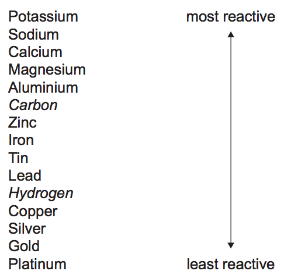 Potassium most reactive
Sodium
Calcium
Magnesium
Aluminium
Carbon
Zinc
Iron
Tin
Lead
Hydrogen
Copper
Silver
Gold
Platinum least reactive